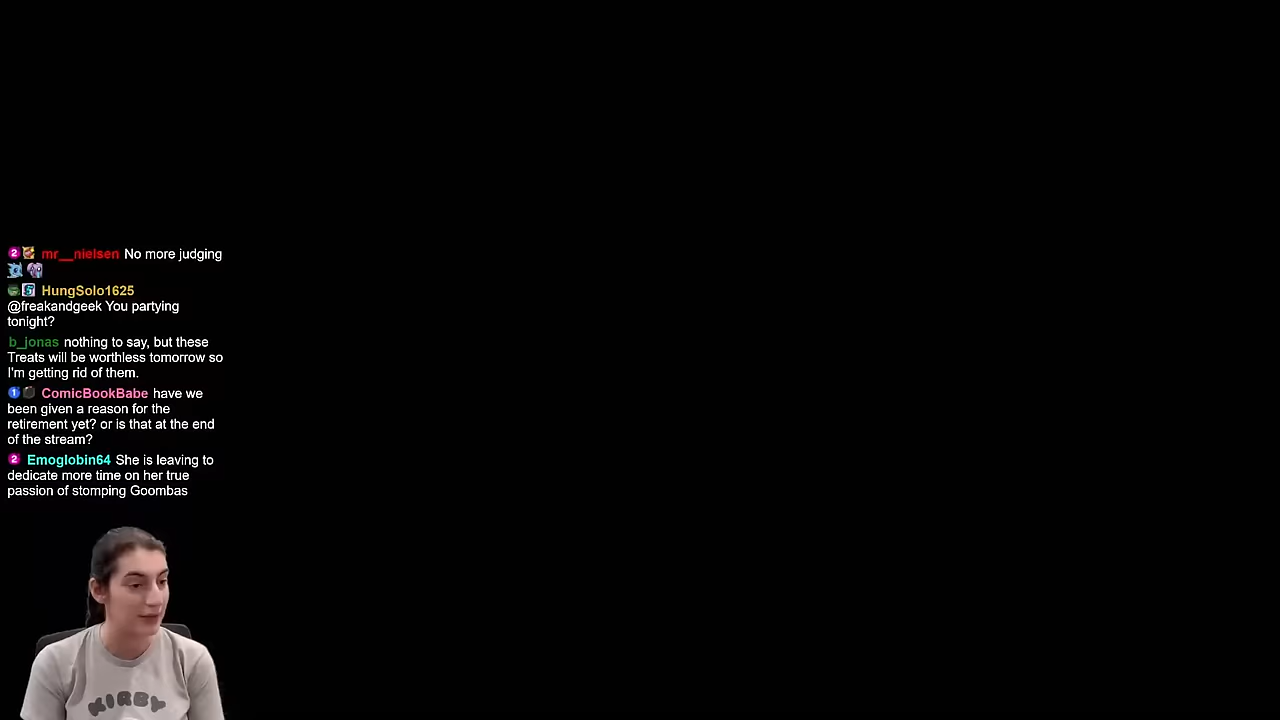 mr__nielsen No more judging
HungSolo1625
@freakandgeek You partying
tonight?
b_jonas nothing to say, but these
Treats will be worthless tomorrow so
I'm getting rid of them.
ComicBookBabe have we
been given a reason for the
retirement yet? or is that at the end
of the stream?
Emoglobin64 She is leaving to
dedicate more time on her true
passion of stomping Goombas
KIRBY